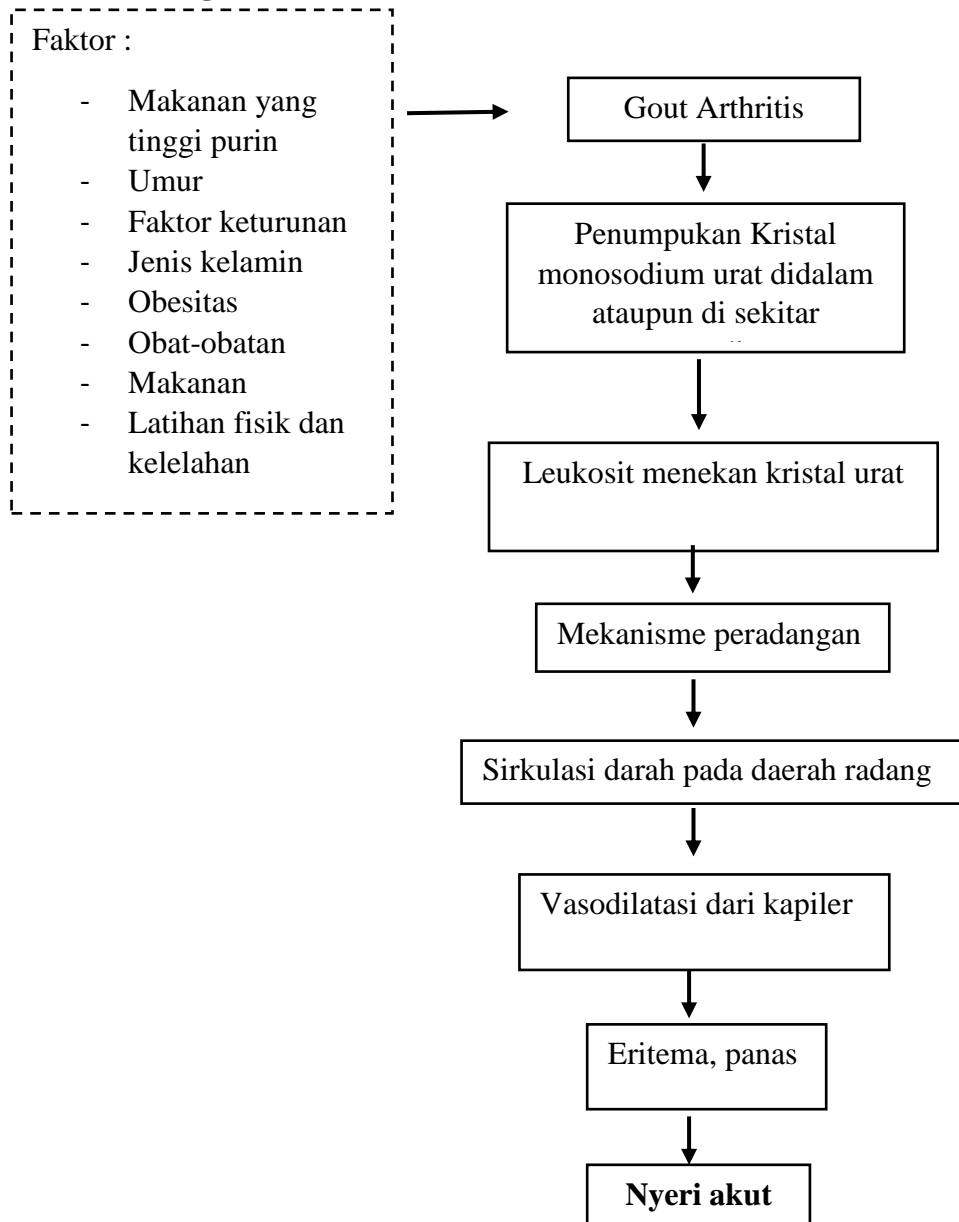 Faktor :
- Makanan yang
tinggi purin
- Umur
- Faktor keturunan
- Jenis kelamin
- Obesitas
- Obat-obatan
- Makanan
- Latihan fisik dan
kelelahan
Gout Arthritis
Penumpukan Kristal
monosodium urat didalam
ataupun di sekitar
Leukosit menekan kristal urat
Mekanisme peradangan
Sirkulasi darah pada daerah radang
Vasodilatasi dari kapiler
Eritema, panas
Nyeri akut